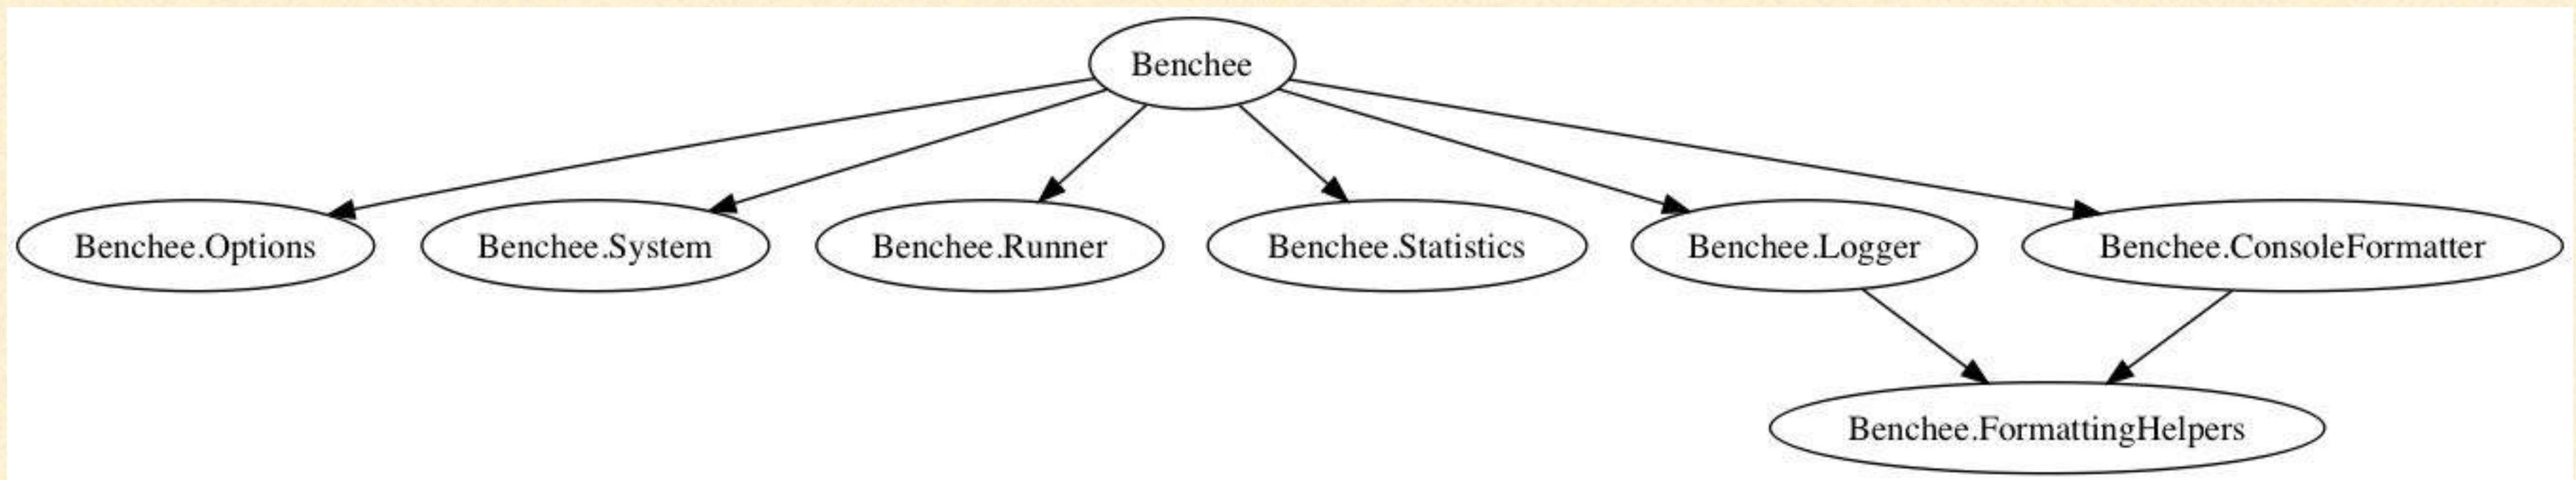 Benchee
Benchee.Options
Benchee.System
Benchee.Runner
Benchee.Statistics
Benchee.Logger
Benchee.ConsoleFormatter
Benchee.FormattingHelpers